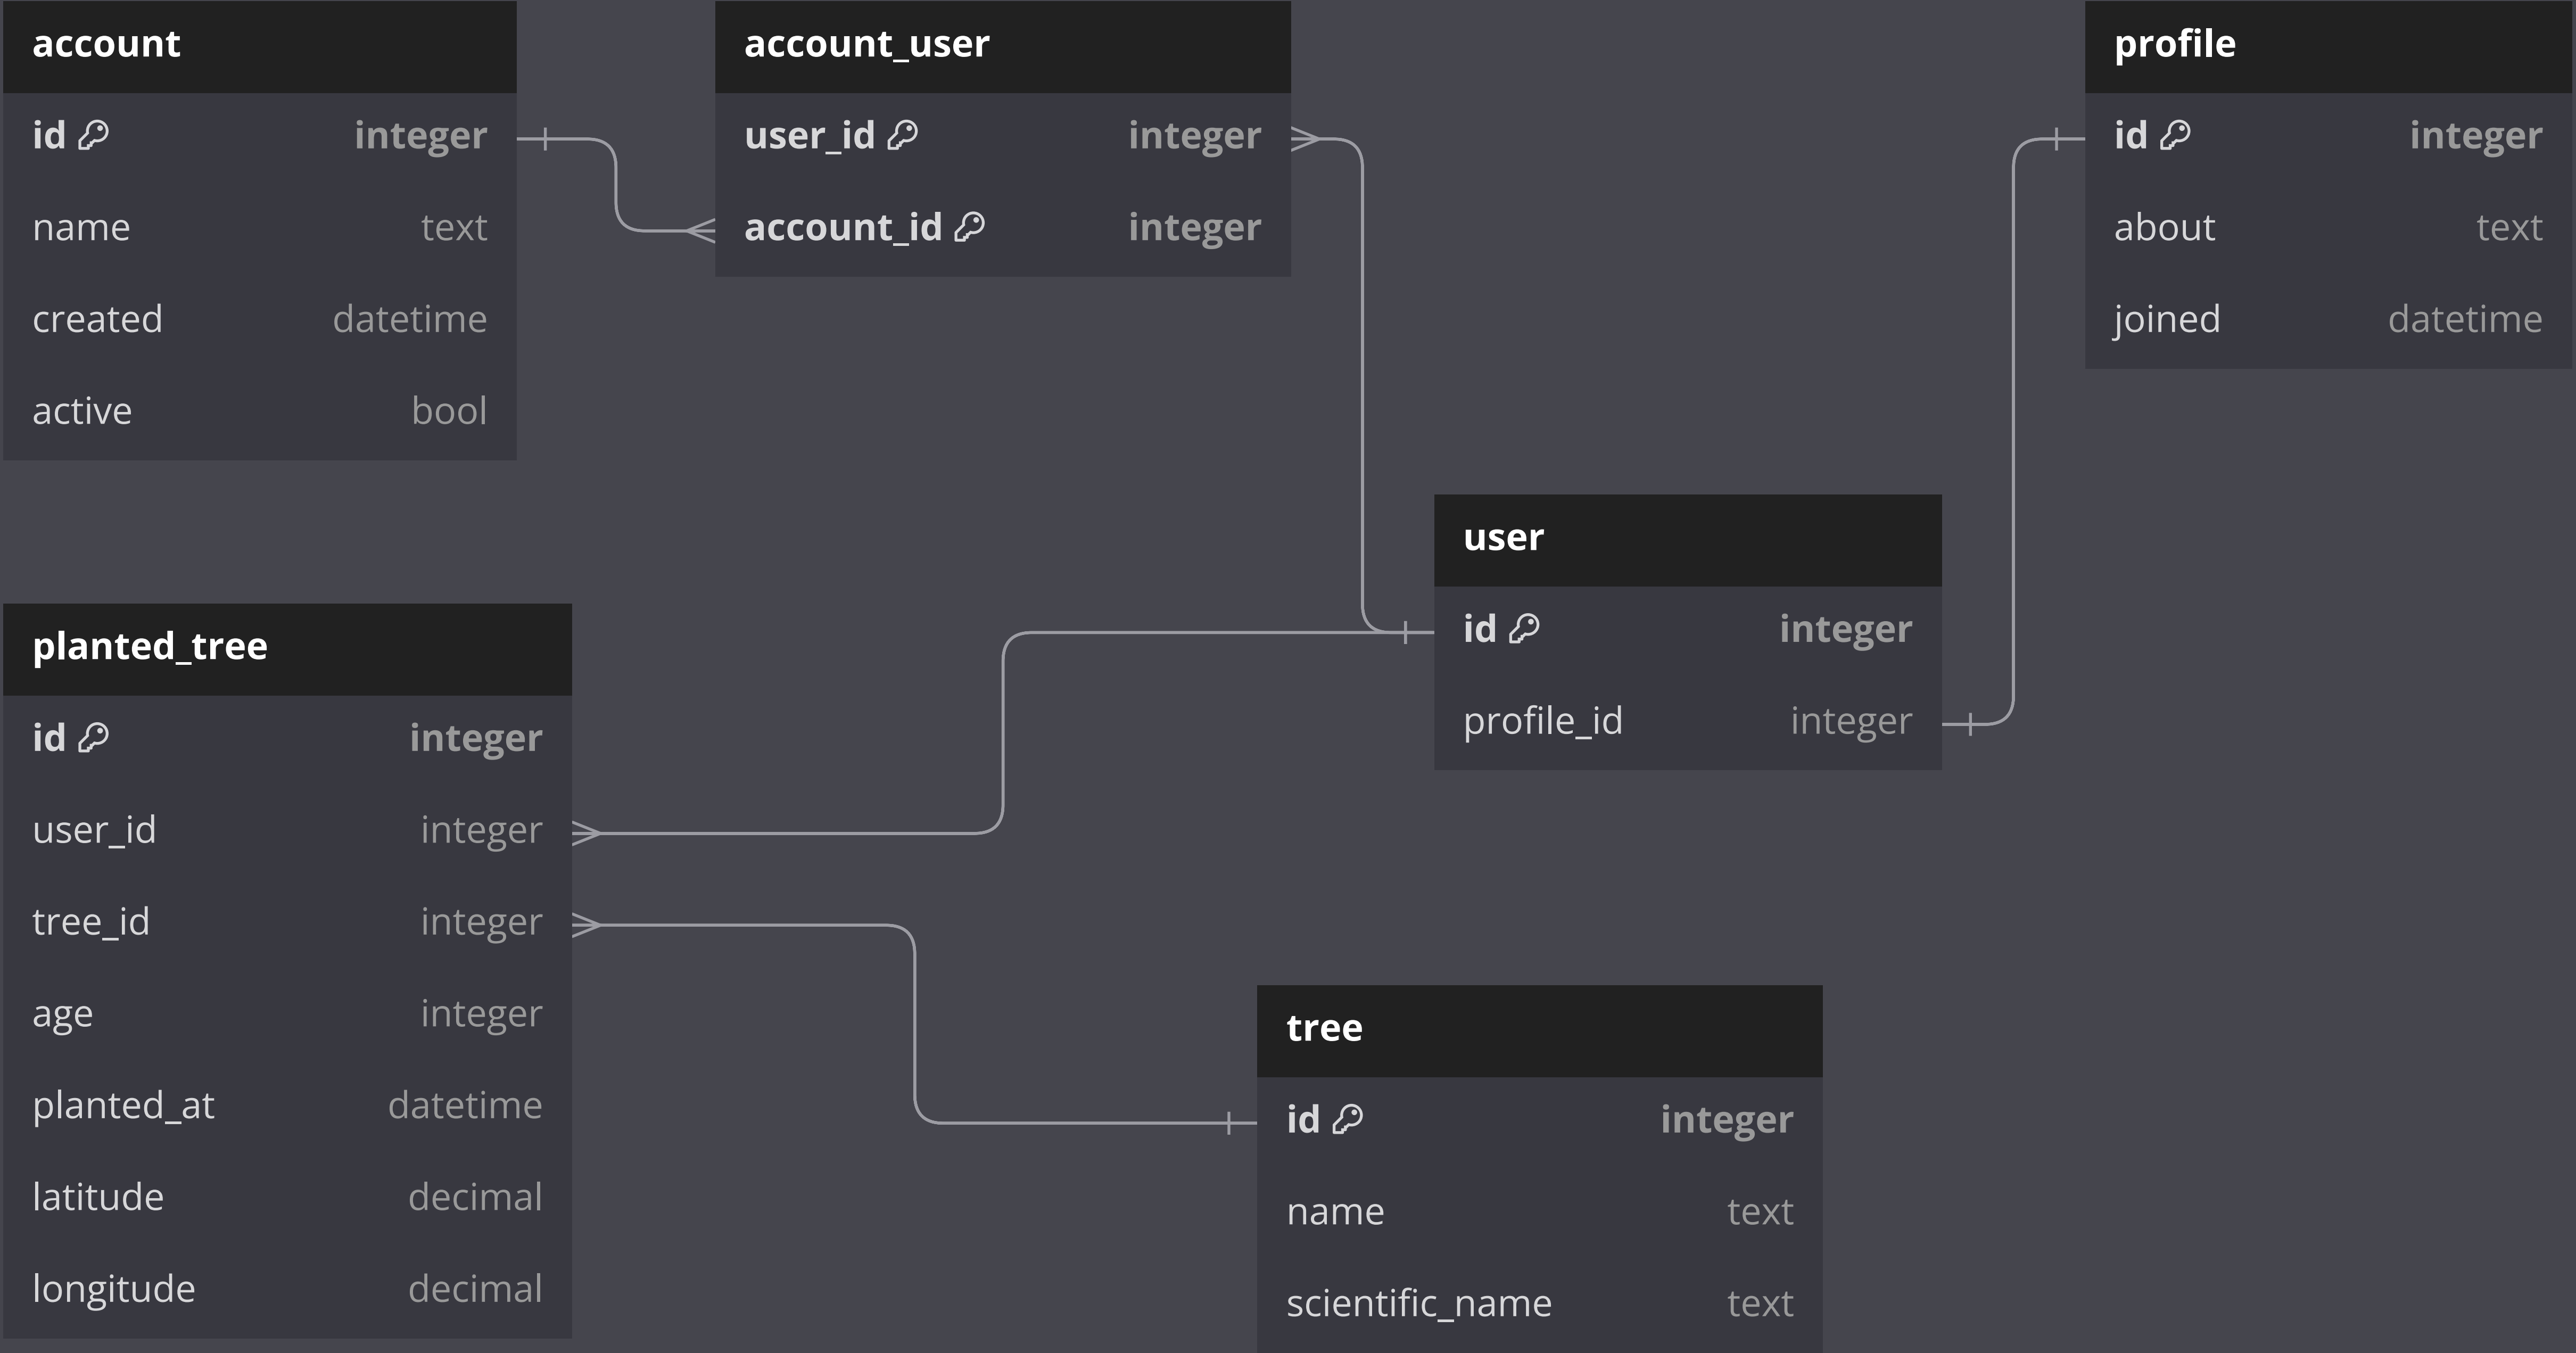 account
id integer
name text
created datetime
active bool
account_user
user_id integer
account_id integer
profile
id integer
about text
joined datetime
user
id integer
profile_id integer
planted_tree
id integer
user_id integer
tree_id integer
age integer
planted_at datetime
latitude decimal
longitude decimal
tree
id integer
name text
scientific_name text